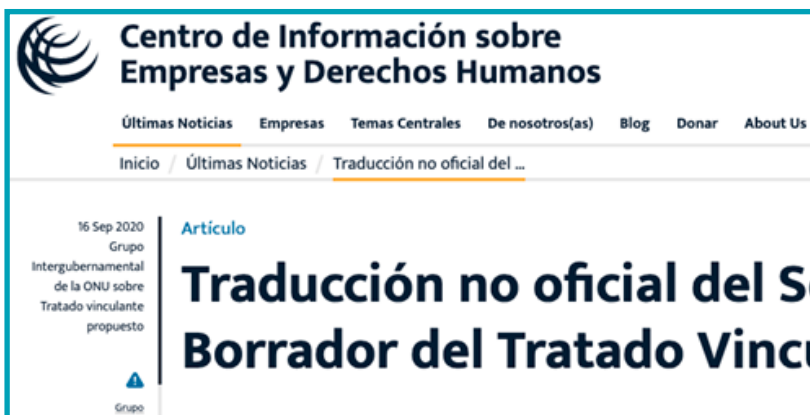 Centro de Información sobre
Empresas y Derechos Humanos
Últimas Noticias Empresas Temas Centrales De nosotros(as) Blog Donar About Us
Inicio / Últimas Noticias / Traducción no oficial del ...
16 Sep 2020
Grupo
Intergubernamental
de la ONU sobre
Tratado vinculante
propuesto
Grupo
Artículo
Traducción no oficial del
Borrador del Tratado